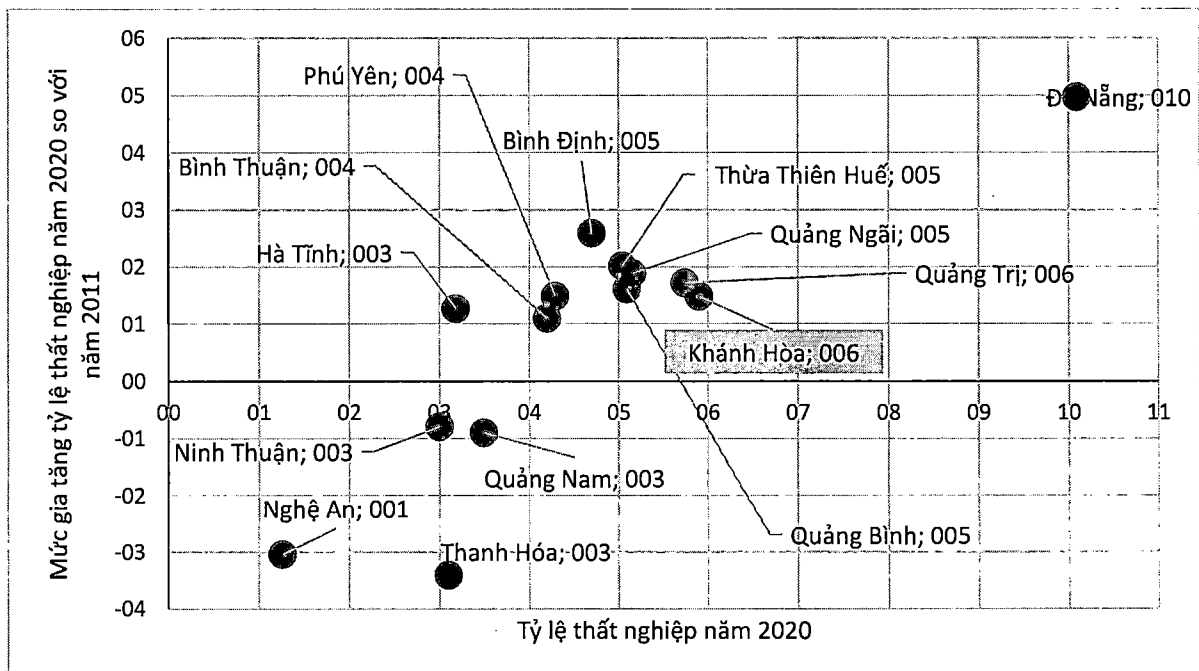 Mức gia tăng tỷ lệ thất nghiệp năm 2020 so với
năm 2011
06
05
04
03
02
01
00
-01
-02
-03
-04
Phú Yên; 004
Đà Nẵng; 010
Bình Định; 005
Bình Thuận; 004
Thừa Thiên Huế; 005
Quảng Ngãi; 005
Hà Tĩnh; 003
Quảng Trị; 006
Khánh Hòa; 006
00 01 02 03 04 05 06 07 08 09 10 11
Ninh Thuận; 003
Quảng Nam; 003
Nghệ An; 001
Quảng Bình; 005
Thanh Hóa; 003
Tỷ lệ thất nghiệp năm 2020